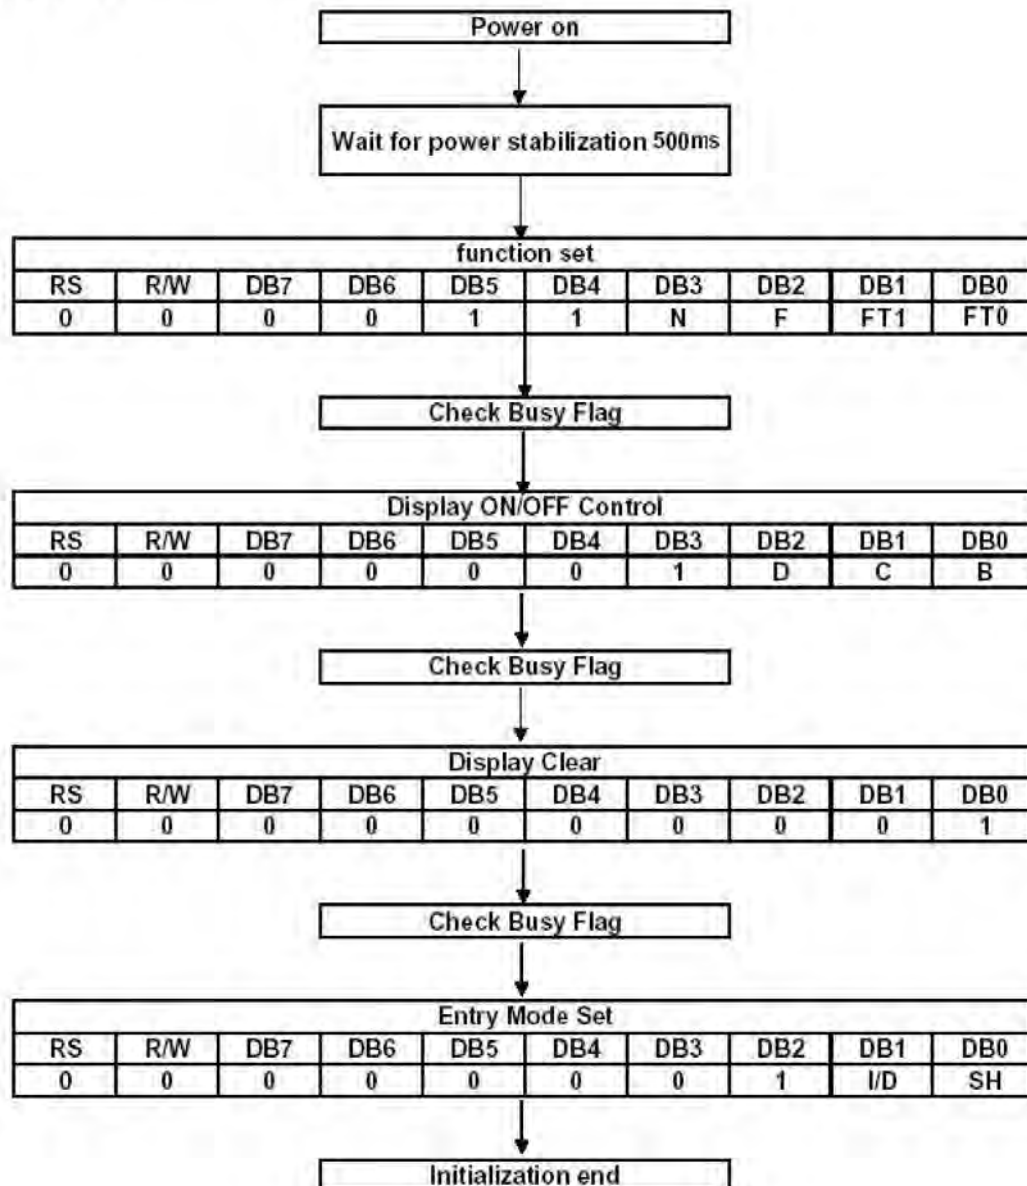 Power on
Wait for power stabilization 500ms
function set
RS R/W DB7 DB6 DB5 DB4 DB3 DB2 DB1 DB0
0 0 0 0 1 1 N F FT1 FT0
Check Busy Flag
Display ON/OFF Control
RS R/W DB7 DB6 DB5 DB4 DB3 DB2 DB1 DB0
0 0 0 0 0 0 1 D C B
Check Busy Flag
Display Clear
RS R/W DB7 DB6 DB5 DB4 DB3 DB2 DB1 DB0
0 0 0 0 0 0 0 0 0 1
Check Busy Flag
Entry Mode Set
RS R/W DB7 DB6 DB5 DB4 DB3 DB2 DB1 DB0
0 0 0 0 0 0 0 1 I/D SH
Initialization end